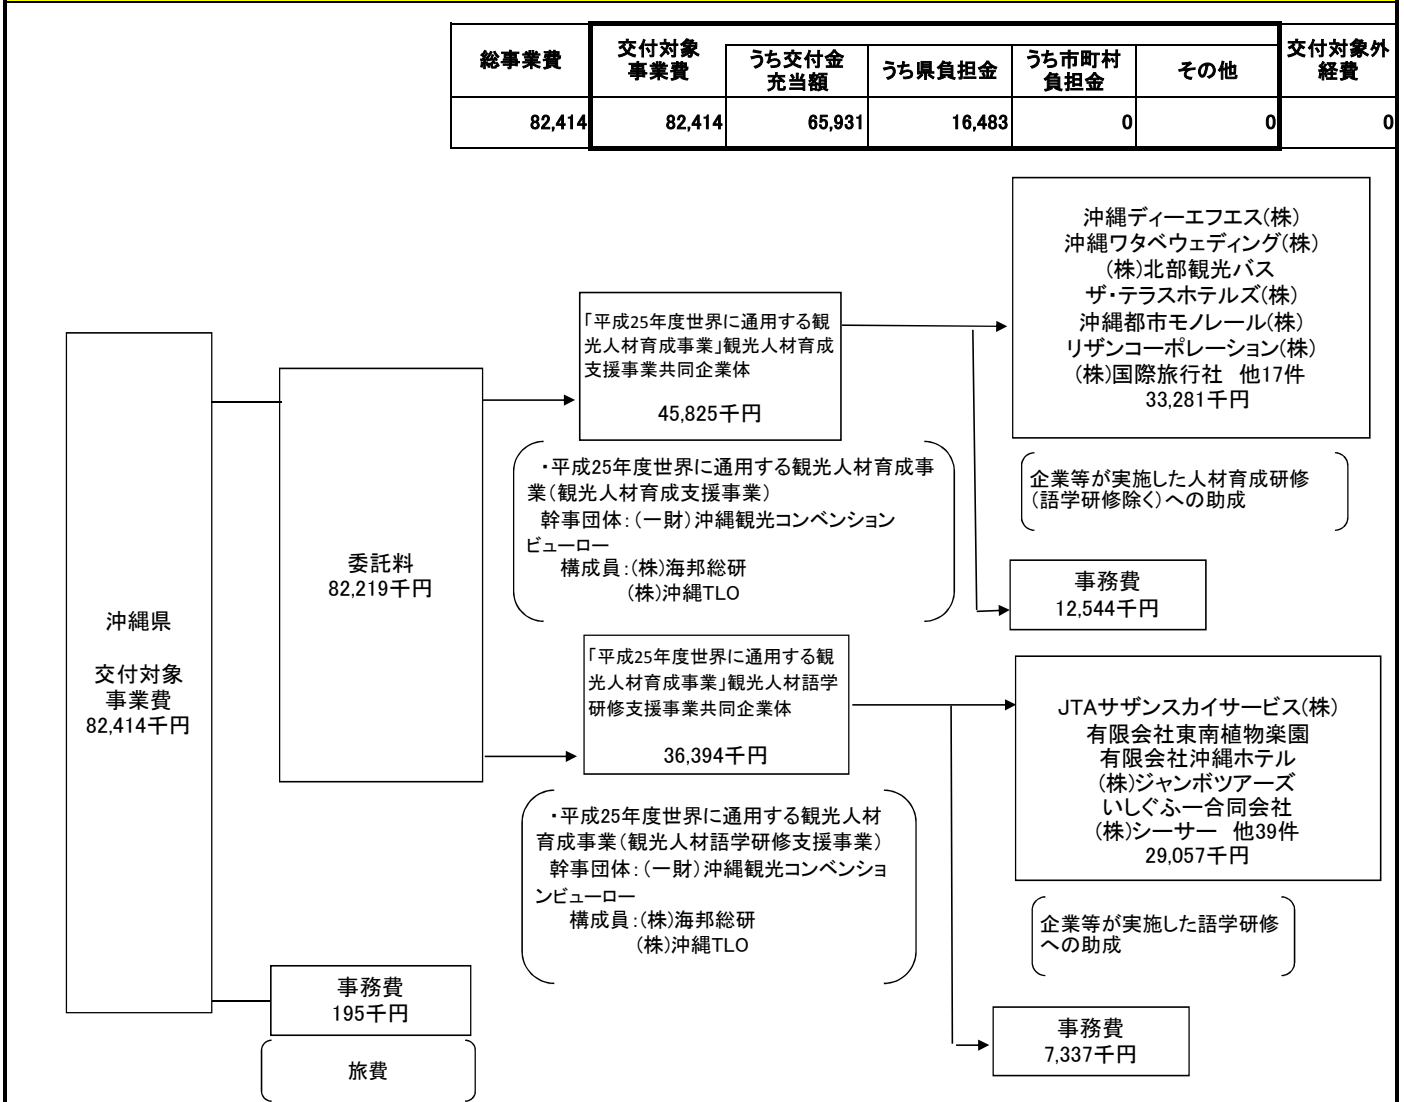 総事業費
交付対象
事業費
うち交付金
充当額
うち県負担金
うち市町村
負担金
その他
交付対象外
経費
82,414
82,414
65,931
16,483
0
0
0
沖縄県
交付対象
事業費
82,414千円
委託料
82,219千円
「平成25年度世界に通用する観
光人材育成事業」観光人材育成
支援事業共同企業体
45,825千円
・平成25年度世界に通用する観光人材育成事
業(観光人材育成支援事業)
幹事団体:(一財)沖縄観光コンベンション
ビューロー
構成員:(株)海邦総研
(株)沖縄TLO
沖縄ディーエフエス(株)
沖縄ワタベウェディング(株)
(株)北部観光バス
ザ・テラスホテルズ(株)
沖縄都市モノレール(株)
リザンコーポレーション(株)
(株)国際旅行社 他17件
33,281千円
企業等が実施した人材育成研修
(語学研修除く)への助成
事務費
12,544千円
「平成25年度世界に通用する観
光人材育成事業」観光人材語学
研修支援事業共同企業体
36,394千円
・平成25年度世界に通用する観光人材
育成事業(観光人材語学研修支援事業)
幹事団体:(一財)沖縄観光コンベンショ
ンビューロー
構成員:(株)海邦総研
(株)沖縄TLO
JTAサザンスカイサービス(株)
有限会社東南植物楽園
有限会社沖縄ホテル
(株)ジャンボツアーズ
いしぐふー合同会社
(株)シーサー 他39件
29,057千円
企業等が実施した語学研修
への助成
事務費
7,337千円
事務費
195千円
旅費